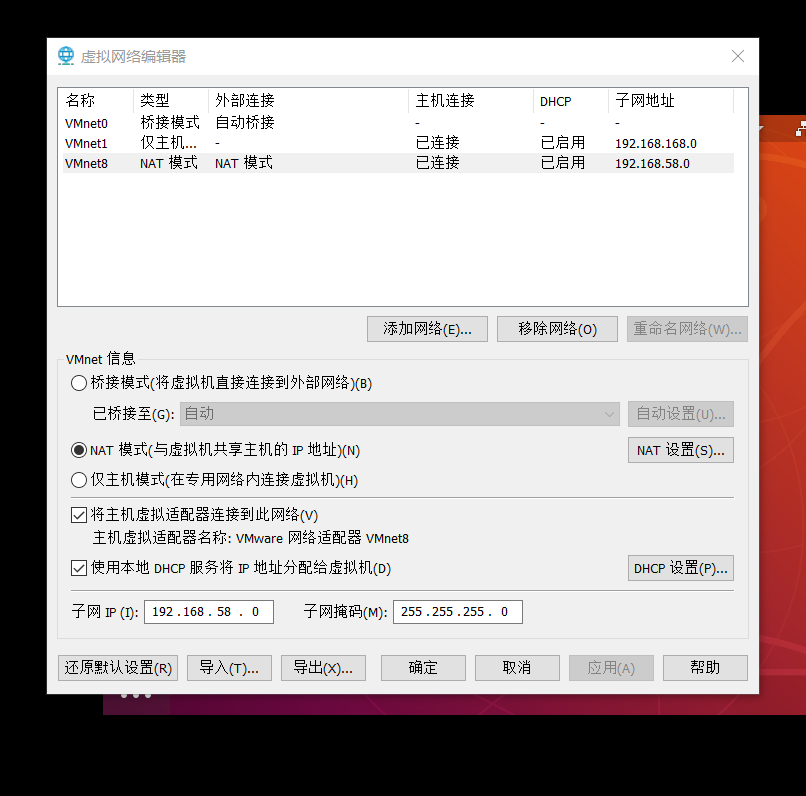 虚拟网络编辑器
名称 类型 外部连接 主机连接 DHCP 子网地址
VMnet0 桥接模式 自动桥接 - - -
VMnet1 仅主机... - 已连接 已启用 192.168.168.0
VMnet8 NAT 模式 NAT 模式 已连接 已启用 192.168.58.0
添加网络(E)... 移除网络(O) 重命名网络(W)...
VMnet 信息
桥接模式(将虚拟机直接连接到外部网络)(B)
已桥接至(G): 自动 自动设置(U)...
NAT 模式(与虚拟机共享主机的 IP 地址)(N) NAT 设置(S)...
仅主机模式(在专用网络内连接虚拟机)(H)
将主机虚拟适配器连接到此网络(V)
主机虚拟适配器名称: VMware 网络适配器 VMnet8
使用本地 DHCP 服务将 IP 地址分配给虚拟机(D) DHCP 设置(P)...
子网 IP (I): 192.168.58 . 0 子网掩码(M): 255.255.255. 0
还原默认设置(R) 导入(T)... 导出(X)... 确定 取消 应用(A) 帮助